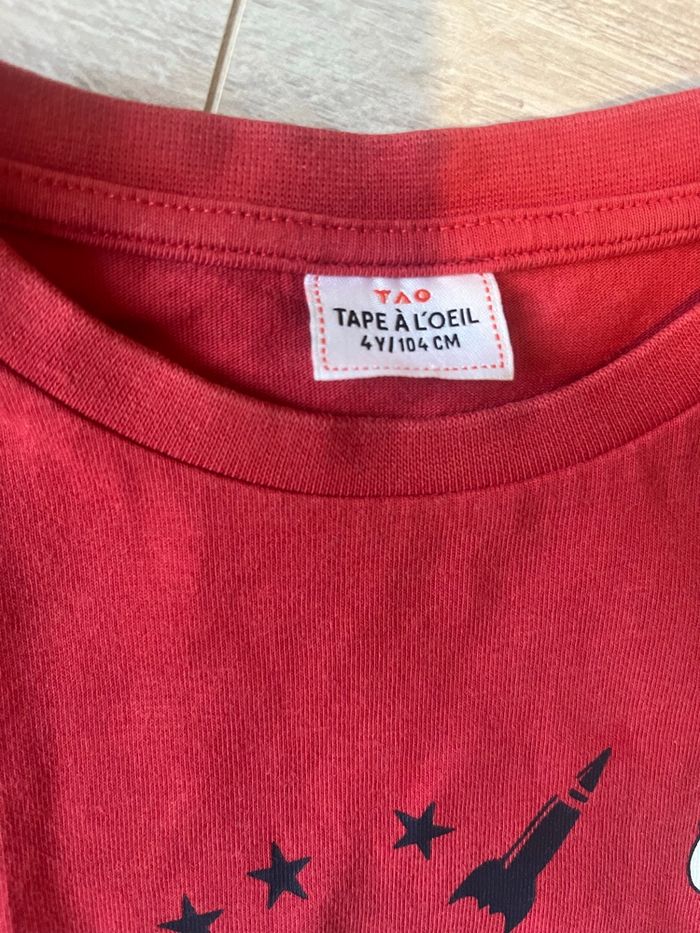 TAO
TAPE À L'OEIL
4Y/104 CM